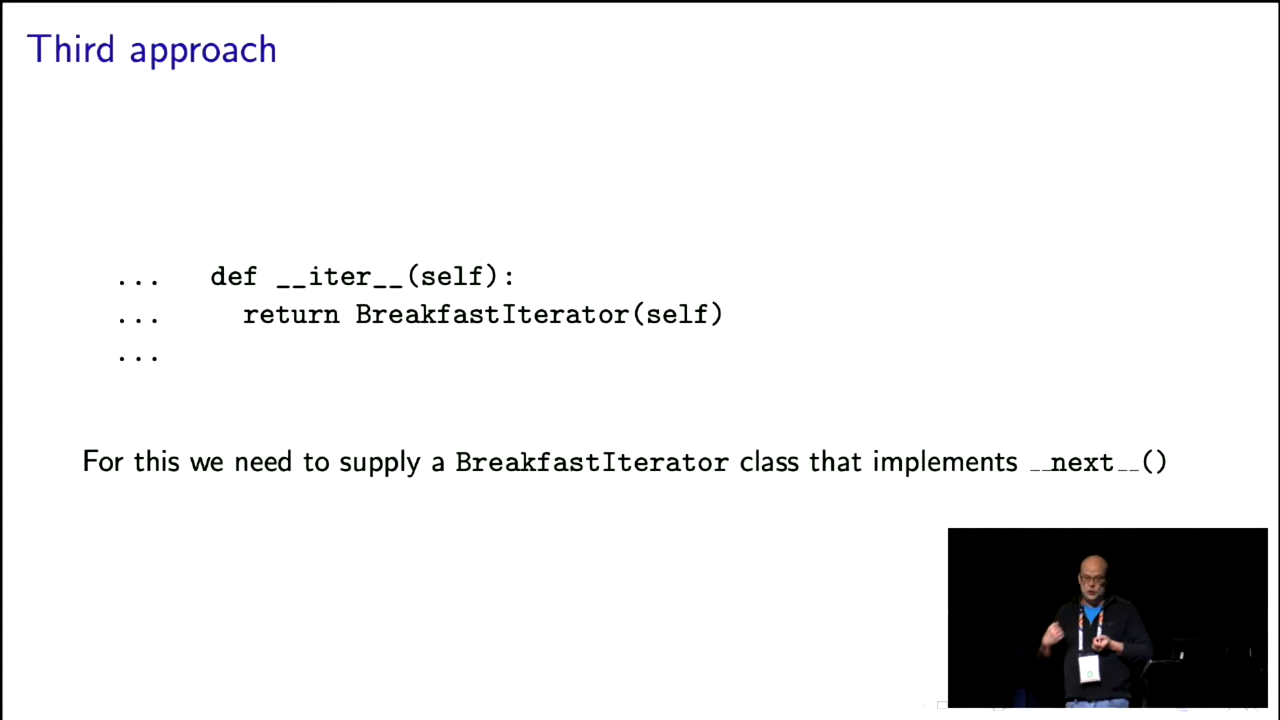 Third approach
... def __iter__(self):
... return BreakfastIterator(self)
...
For this we need to supply a BreakfastIterator class that implements __next__()